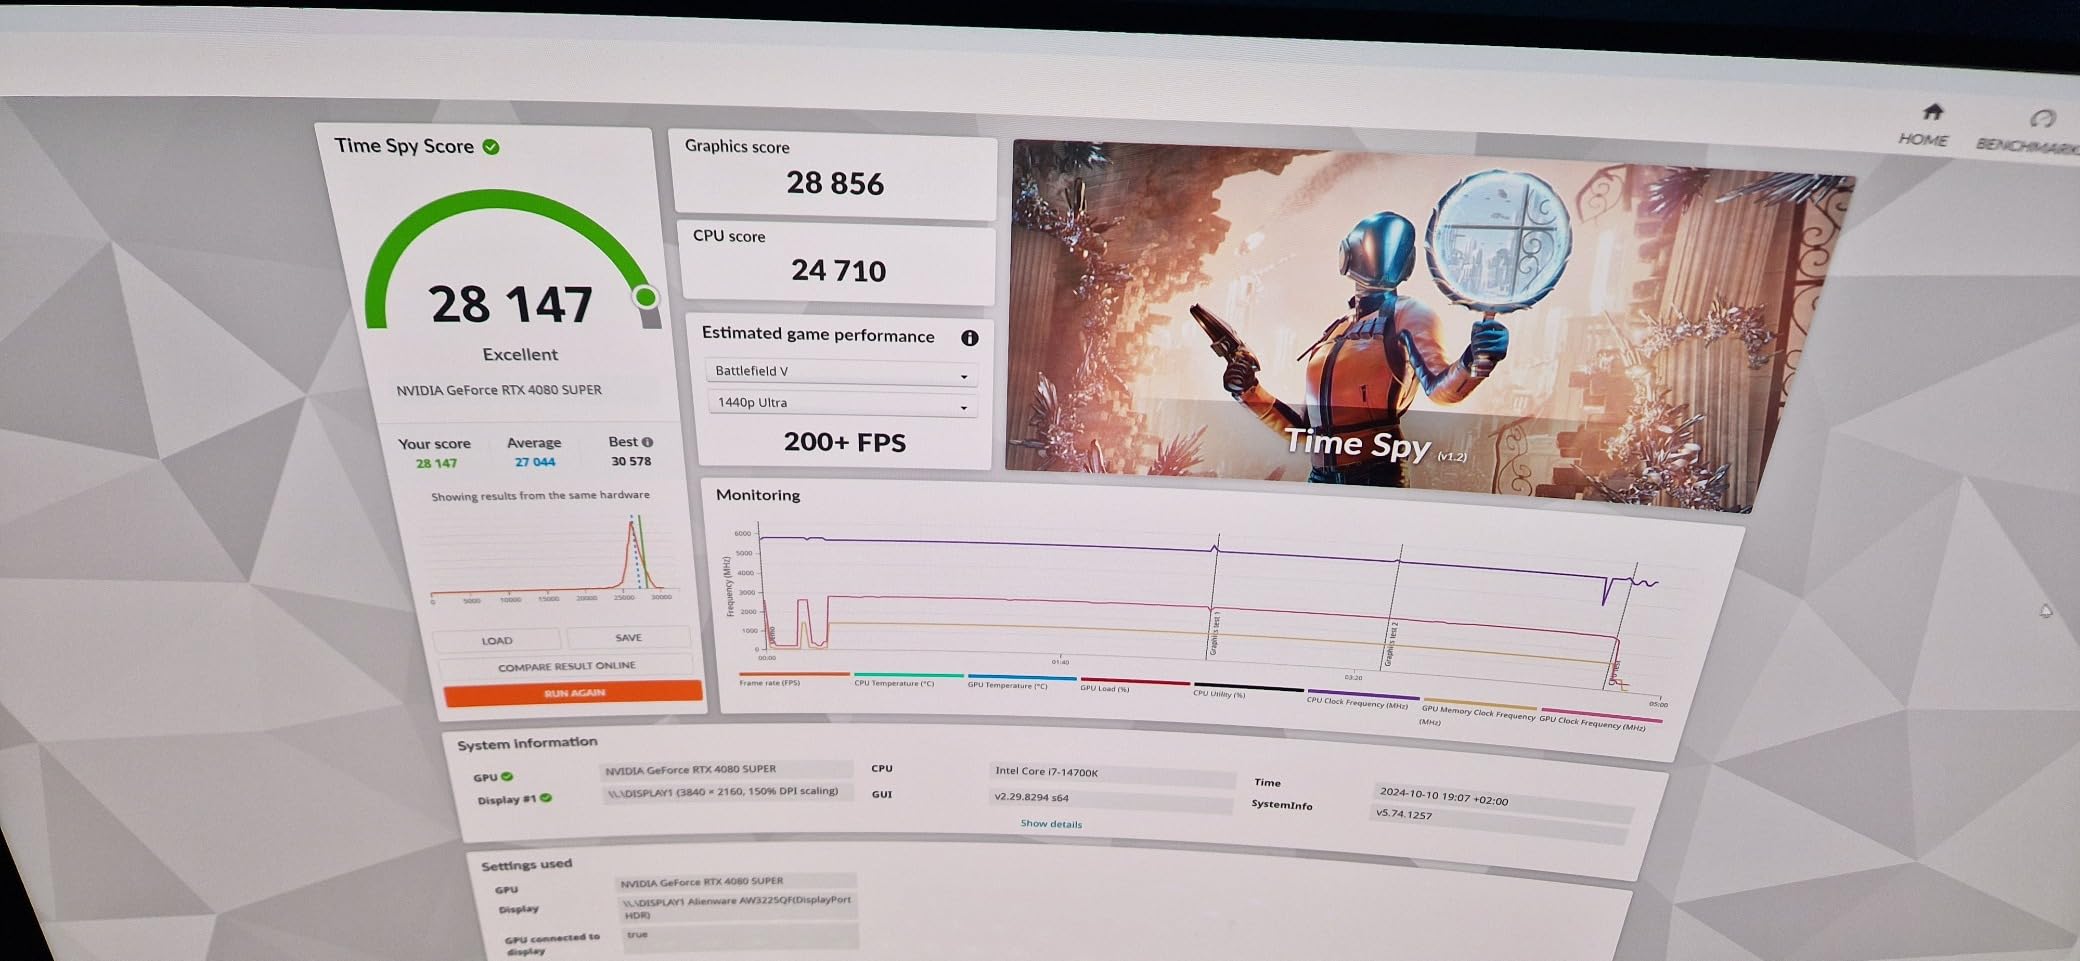 HOME
BENCHMARK
Time Spy Score
28 147
Excellent
NVIDIA GeForce RTX 4080 SUPER
Your score Average Best
28 147 27 044 30 578
Showing results from the same hardware
0 5000 10000 15000 20000 25000 30000
LOAD SAVE
COMPARE RESULT ONLINE
RUN AGAIN
Graphics score
28 856
CPU score
24 710
Estimated game performance
Battlefield V
1440p Ultra
200+ FPS
Time Spy (v1.2)
Monitoring
Frequency (MHz)
6000
5000
4000
3000
2000
1000
0
Demo
Graphics test 1
Graphics test 2
CPU test
00:00 01:40 03:20 05:00
Frame rate (FPS) CPU Temperature (°C) GPU Temperature (°C) GPU Load (%) CPU Utility (%) CPU Clock Frequency (MHz) GPU Memory Clock Frequency (MHz) GPU Clock Frequency (MHz)
System information
GPU NVIDIA GeForce RTX 4080 SUPER CPU Intel Core i7-14700K Time 2024-10-10 19:07 +02:00
Display #1 \\.\DISPLAY1 (3840 × 2160, 150% DPI scaling) GUI v2.29.8294 s64 SystemInfo v5.74.1257
Show details
Settings used
GPU NVIDIA GeForce RTX 4080 SUPER
Display \\.\DISPLAY1 Alienware AW3225QF(DisplayPort
HDR)
GPU connected to true
display